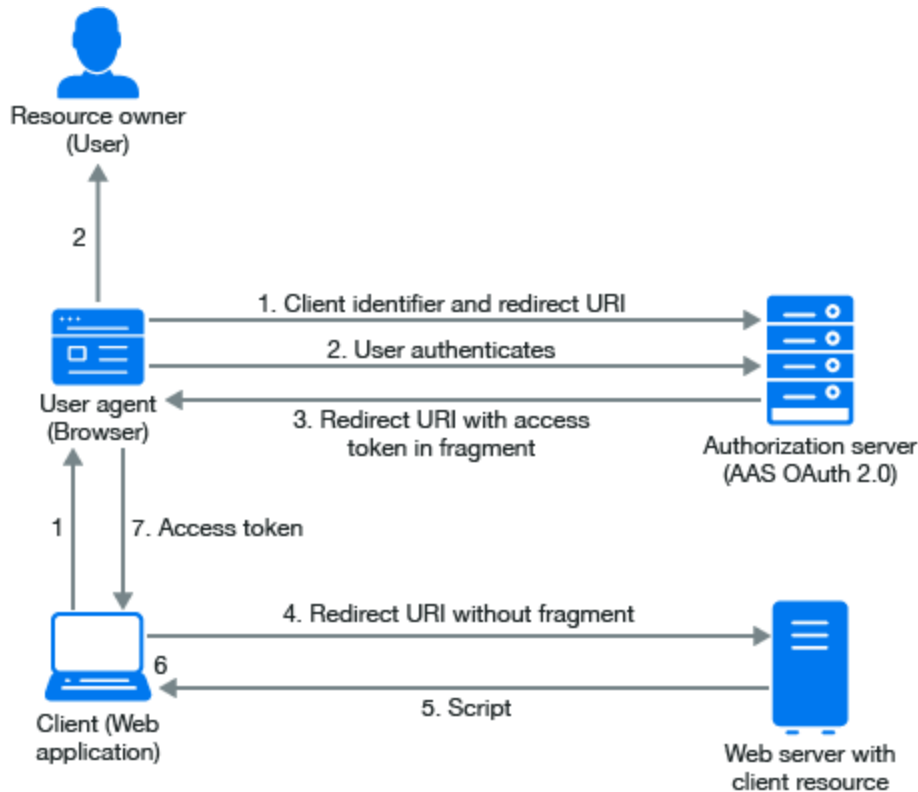 Resource owner
(User)
2
1. Client identifier and redirect URI
2. User authenticates
3. Redirect URI with access
token in fragment
User agent
(Browser)
Authorization server
(AAS OAuth 2.0)
1
7. Access token
4. Redirect URI without fragment
6
5. Script
Client (Web
application)
Web server with
client resource